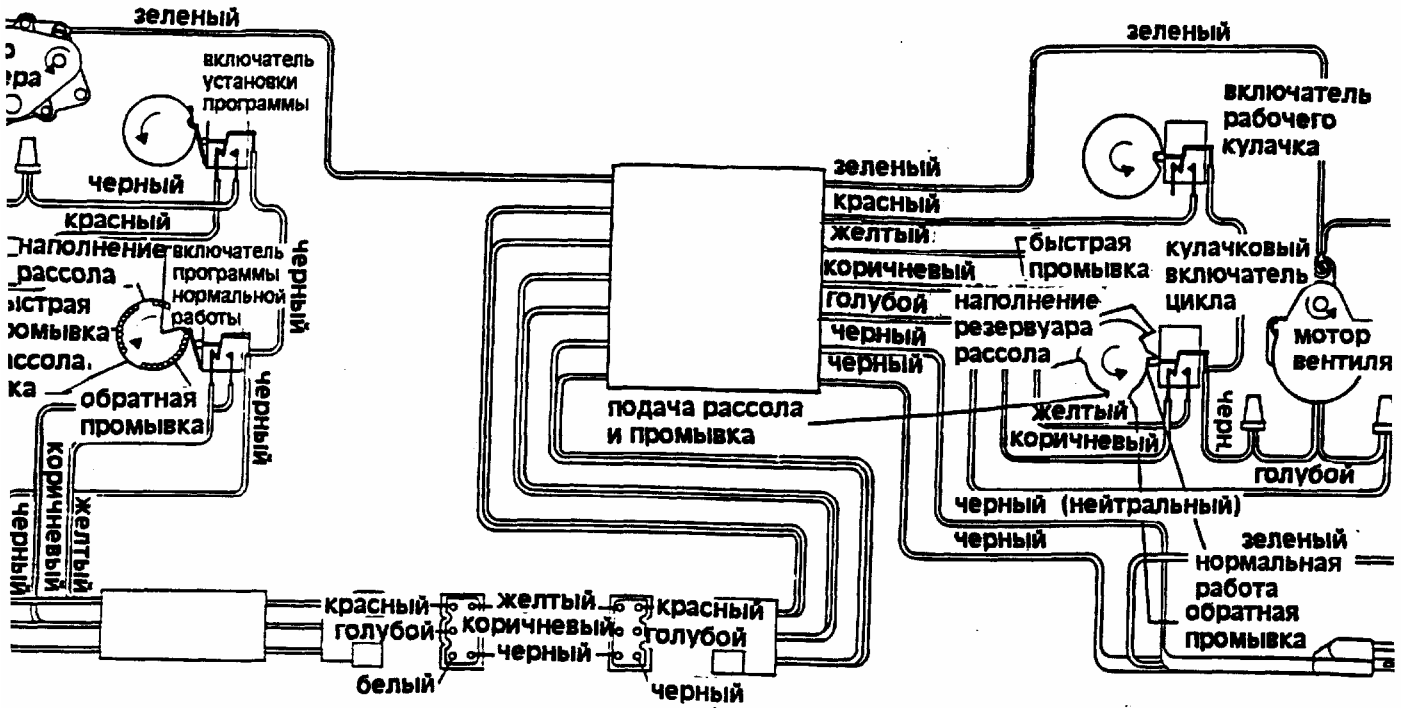 зеленый
включатель
установки
программы
черный
красный
наполнение
рассола
включатель
программы
нормальной
работы
черный
обратная
промывка
черный
черный
коричневый
желтый
красный
голубой
белый
желтый
коричневый
черный
красный
голубой
черный
подача рассола
и промывка
зеленый
красный
желтый
коричневый
голубой
черный
черный
зеленый
включатель
рабочего
кулачка
быстрая
промывка
кулачковый
включатель
цикла
наполнение
резервуара
рассола
мотор
вентиля
желтый
коричневый
черн.
голубой
черный (нейтральный)
черный
зеленый
нормальная
работа
обратная
промывка